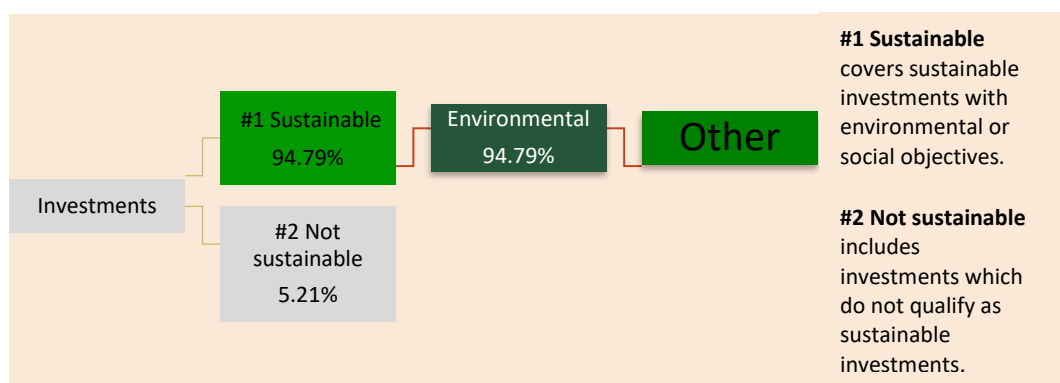 Investments
#1 Sustainable
94.79%
#2 Not
sustainable
5.21%
Environmental
94.79%
Other
#1 Sustainable
covers sustainable
investments with
environmental or
social objectives.
#2 Not sustainable
includes
investments which
do not qualify as
sustainable
investments.